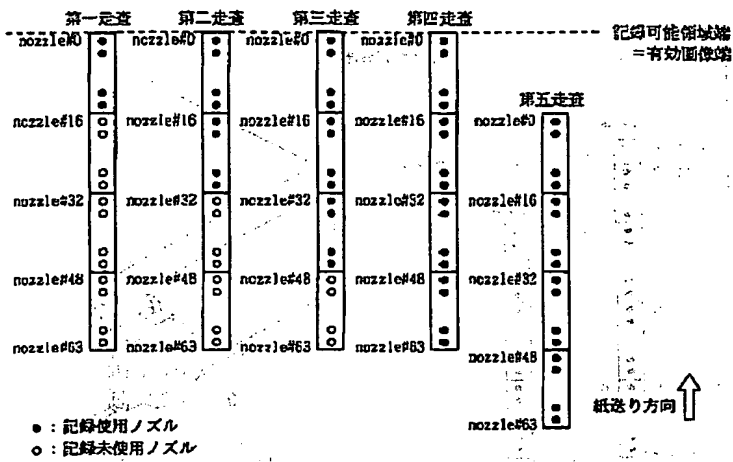 第一走査 第二走査 第三走査 第四走査
nozzle#0 nozzle#0 nozzle#0 nozzle#0 記録可能領域端
=有効画像端
第五走査
nozzle#16 nozzle#16 nozzle#16 nozzle#16 nozzle#0
nozzle#32 nozzle#32 nozzle#32 nozzle#32 nozzle#16
nozzle#48 nozzle#48 nozzle#48 nozzle#48 nozzle#32
nozzle#63 nozzle#63 nozzle#63 nozzle#63 nozzle#48
紙送り方向
nozzle#63
●:記録使用ノズル
○:記録未使用ノズル